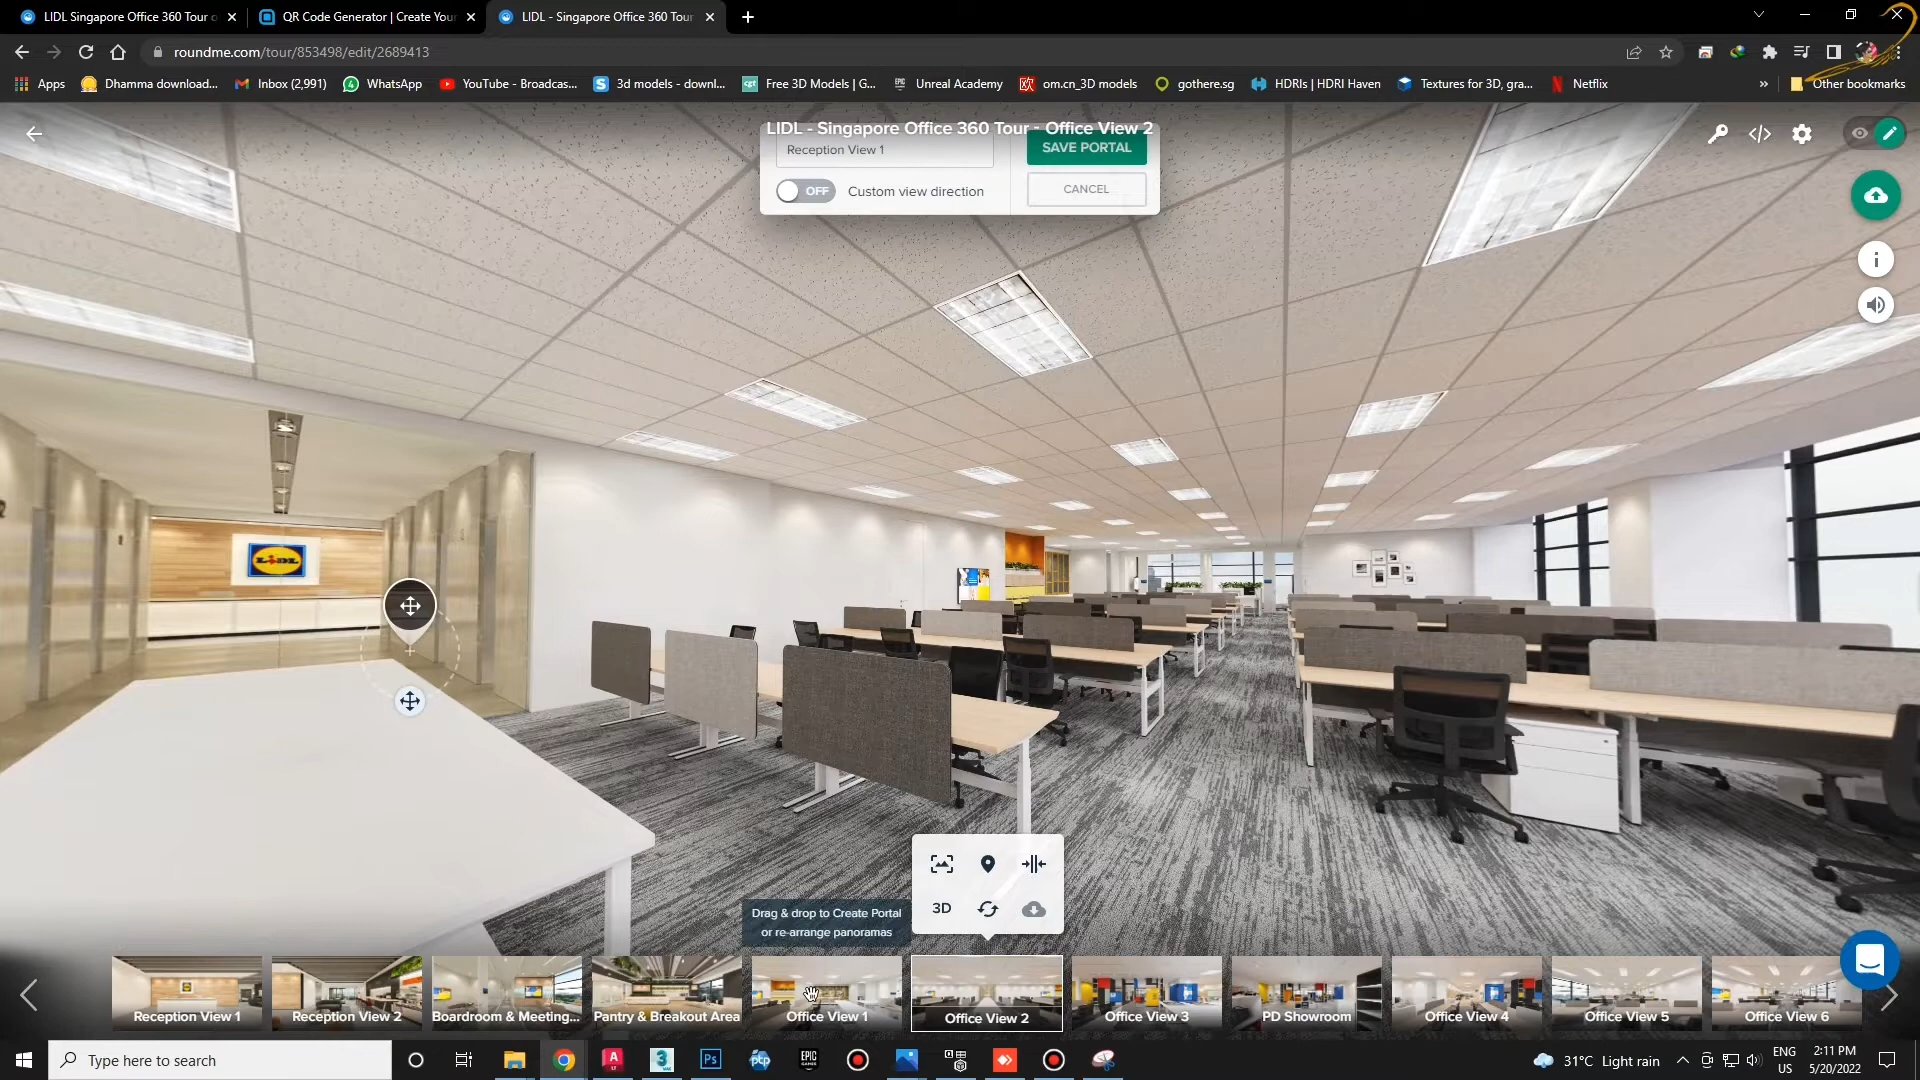 LIDL Singapore Office 360 Tour o
QR Code Generator | Create Your
LIDL - Singapore Office 360 Tour
roundme.com/tour/853498/edit/2689413
Apps
Dhamma download...
Inbox (2,991)
WhatsApp
YouTube - Broadcas...
3d models - downl...
Free 3D Models | G...
Unreal Academy
om.cn_3D models
gothere.sg
HDRIs | HDRI Haven
Textures for 3D, gra...
Netflix
»
Other bookmarks
LIDL - Singapore Office 360 Tour - Office View 2
Reception View 1
SAVE PORTAL
OFF
Custom view direction
CANCEL
LIDL
3D
Drag & drop to Create Portal
or re-arrange panoramas
Reception View 1
Reception View 2
Boardroom & Meeting...
Pantry & Breakout Area
Office View 1
Office View 2
Office View 3
PD Showroom
Office View 4
Office View 5
Office View 6
Type here to search
31°C Light rain
ENG
US
2:11 PM
5/20/2022